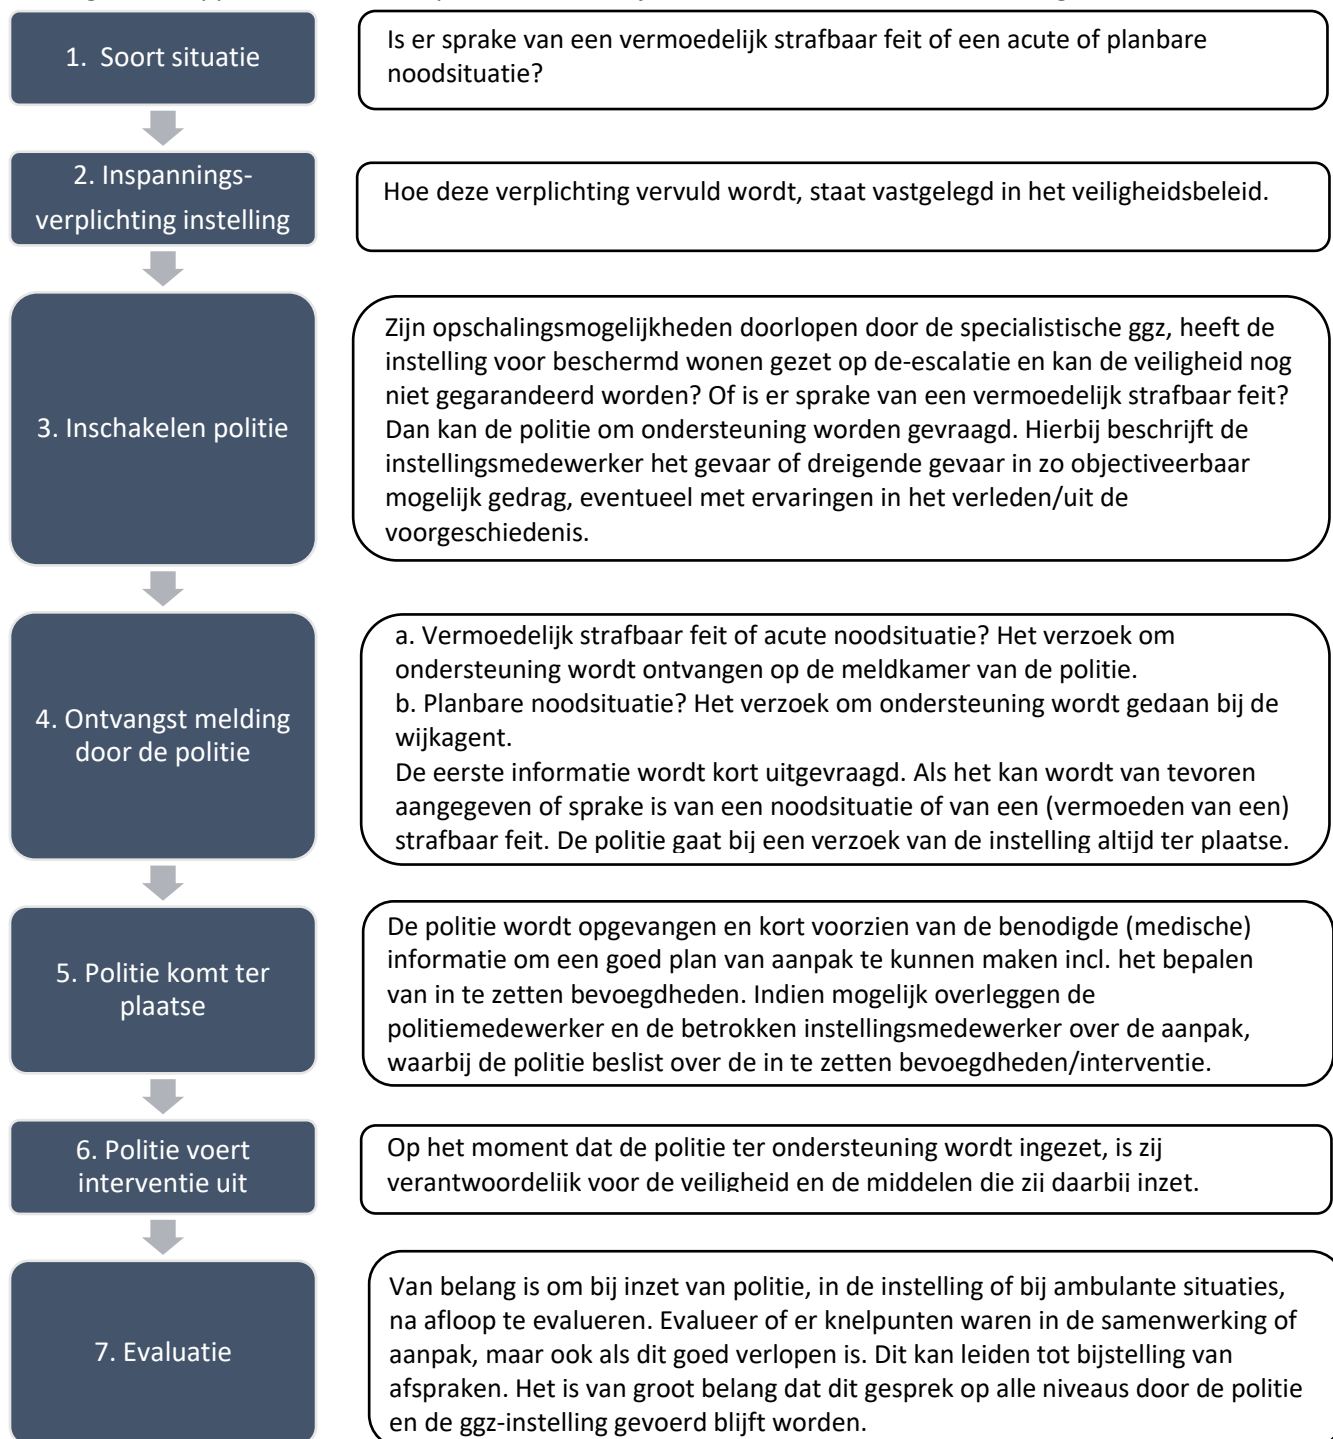 1. Soort situatie
Is er sprake van een vermoedelijk strafbaar feit of een acute of planbare
noodsituatie?
2. Inspannings-
verplichting instelling
Hoe deze verplichting vervuld wordt, staat vastgelegd in het veiligheidsbeleid.
3. Inschakelen politie
Zijn opschalingsmogelijkheden doorlopen door de specialistische ggz, heeft de
instelling voor beschermd wonen gezet op de-escalatie en kan de veiligheid nog
niet gegarandeerd worden? Of is er sprake van een vermoedelijk strafbaar feit?
Dan kan de politie om ondersteuning worden gevraagd. Hierbij beschrijft de
instellingsmedewerker het gevaar of dreigende gevaar in zo objectiveerbaar
mogelijk gedrag, eventueel met ervaringen in het verleden/uit de
voorgeschiedenis.
4. Ontvangst melding
door de politie
a. Vermoedelijk strafbaar feit of acute noodsituatie? Het verzoek om
ondersteuning wordt ontvangen op de meldkamer van de politie.
b. Planbare noodsituatie? Het verzoek om ondersteuning wordt gedaan bij de
wijkagent.
De eerste informatie wordt kort uitgevraagd. Als het kan wordt van tevoren
aangegeven of sprake is van een noodsituatie of van een (vermoeden van een)
strafbaar feit. De politie gaat bij een verzoek van de instelling altijd ter plaatse.
5. Politie komt ter
plaatse
De politie wordt opgevangen en kort voorzien van de benodigde (medische)
informatie om een goed plan van aanpak te kunnen maken incl. het bepalen
van in te zetten bevoegdheden. Indien mogelijk overleggen de
politiemedewerker en de betrokken instellingsmedewerker over de aanpak,
waarbij de politie beslist over de in te zetten bevoegdheden/interventie.
6. Politie voert
interventie uit
Op het moment dat de politie ter ondersteuning wordt ingezet, is zij
verantwoordelijk voor de veiligheid en de middelen die zij daarbij inzet.
7. Evaluatie
Van belang is om bij inzet van politie, in de instelling of bij ambulante situaties,
na afloop te evalueren. Evalueer of er knelpunten waren in de samenwerking of
aanpak, maar ook als dit goed verlopen is. Dit kan leiden tot bijstelling van
afspraken. Het is van groot belang dat dit gesprek op alle niveaus door de politie
en de ggz-instelling gevoerd blijft worden.